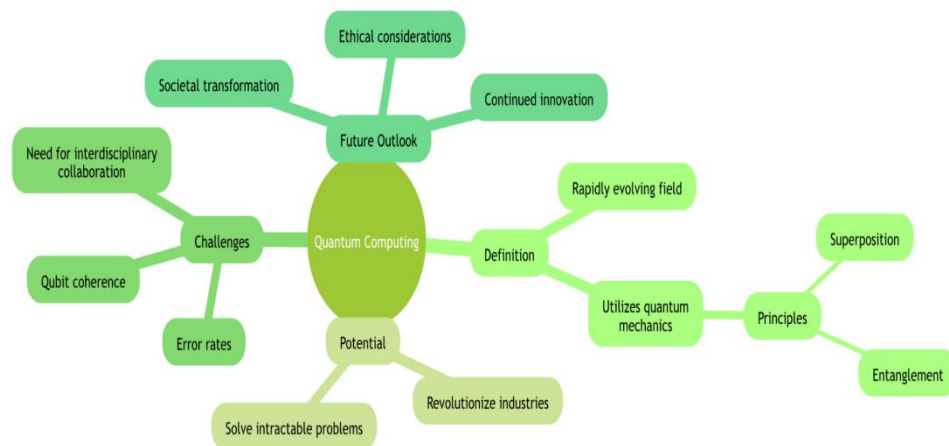 Ethical considerations
Societal transformation
Continued innovation
Future Outlook
Need for interdisciplinary
collaboration
Rapidly evolving field
Challenges
Quantum Computing
Definition
Superposition
Qubit coherence
Utilizes quantum
mechanics
Principles
Error rates
Potential
Entanglement
Revolutionize industries
Solve intractable problems